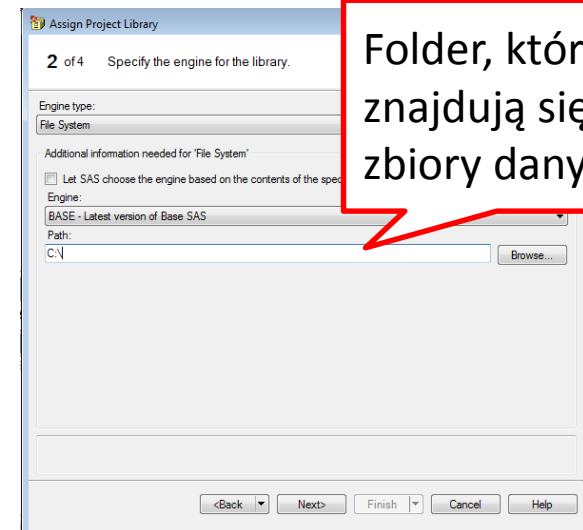 Assign Project Library
2 of 4 Specify the engine for the library.
Folder, któr
znajdują się
zbiory dany
Engine type:
File System
Additional information needed for 'File System'
Let SAS choose the engine based on the contents of the spec
Engine:
BASE - Latest version of Base SAS
Path:
C:\
Browse...
<Back
Next>
Finish
Cancel
Help